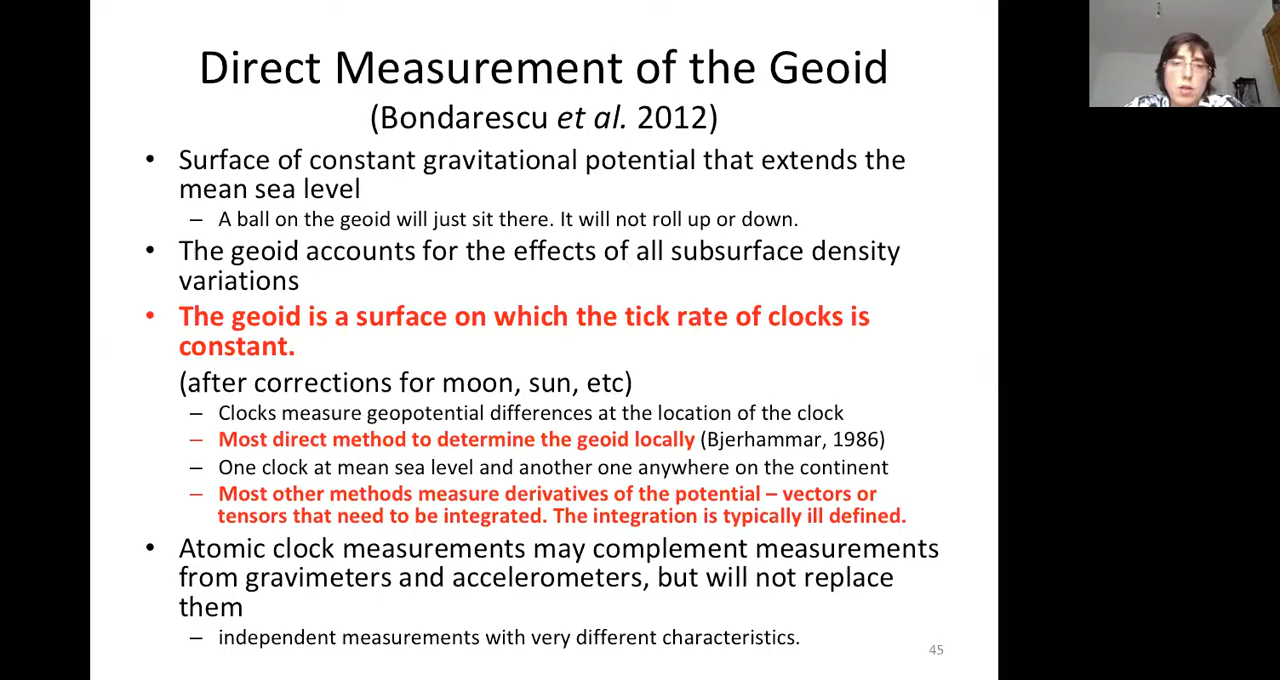 Direct Measurement of the Geoid
(Bondarescu et al. 2012)
• Surface of constant gravitational potential that extends the
mean sea level
– A ball on the geoid will just sit there. It will not roll up or down.
• The geoid accounts for the effects of all subsurface density
variations
• The geoid is a surface on which the tick rate of clocks is
constant.
(after corrections for moon, sun, etc)
– Clocks measure geopotential differences at the location of the clock
– Most direct method to determine the geoid locally (Bjerhammar, 1986)
– One clock at mean sea level and another one anywhere on the continent
– Most other methods measure derivatives of the potential – vectors or
tensors that need to be integrated. The integration is typically ill defined.
• Atomic clock measurements may complement measurements
from gravimeters and accelerometers, but will not replace
them
– independent measurements with very different characteristics.
45